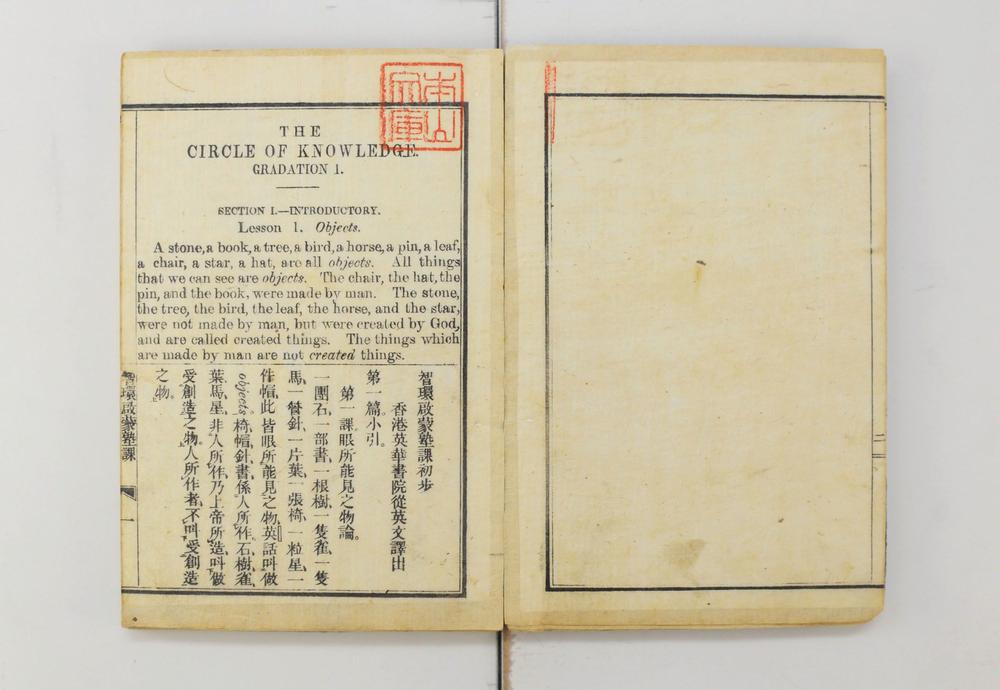 THE
CIRCLE OF KNOWLEDGE.
GRADATION 1.
SECTION I.—INTRODUCTORY.
Lesson 1. Objects.
A stone, a book, a tree, a bird, a horse, a pin, a leaf,
a chair, a star, a hat, are all objects. All things
that we can see are objects. The chair, the hat, the
pin, and the book, were made by man. The stone,
the tree, the bird, the leaf, the horse, and the star,
were not made by man, but were created by God,
and are called created things. The things which
are made by man are not created things.
智環啟蒙塾課初步
香港英華書院從英文譯出
第一篇小引。
第一課眼所能見之物論。
一團石、一部書、一根樹、一隻雀、一隻
馬、一餐針、一片葉、一張椅、一粒星、一
件帽、此皆眼所能見之物、英話叫做
objects。椅、帽、針、書、係人所作。石、樹、雀、
葉、馬、星、非人所作、乃上帝所造、叫做
受創造之物。人所作者、不叫受創造
之物。
智環啟蒙塾課
一
本山
文庫
二